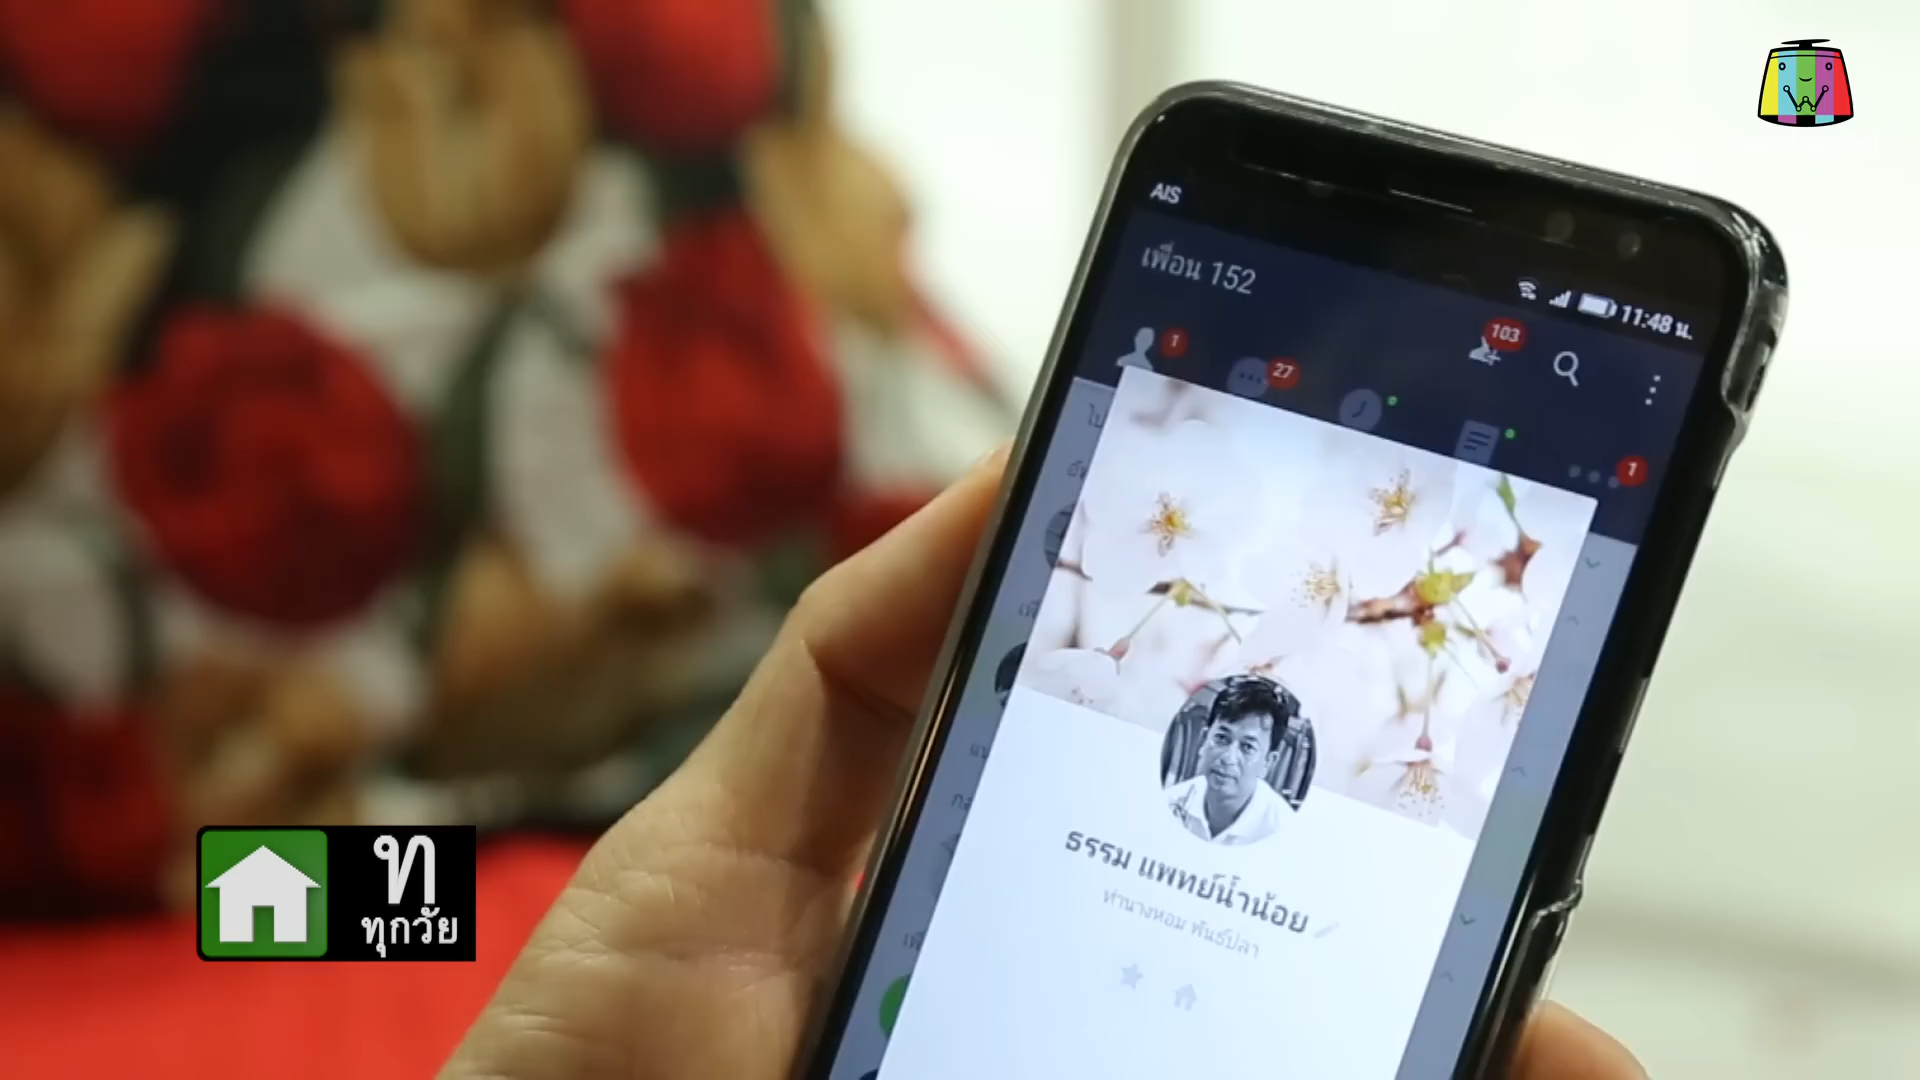 AIS
11:48 น.
เพื่อน 152
1
27
103
1
ธรรม แพทย์น้ำน้อย
ท่านางหอม พันธ์ปลา
ท
ทุกวัย